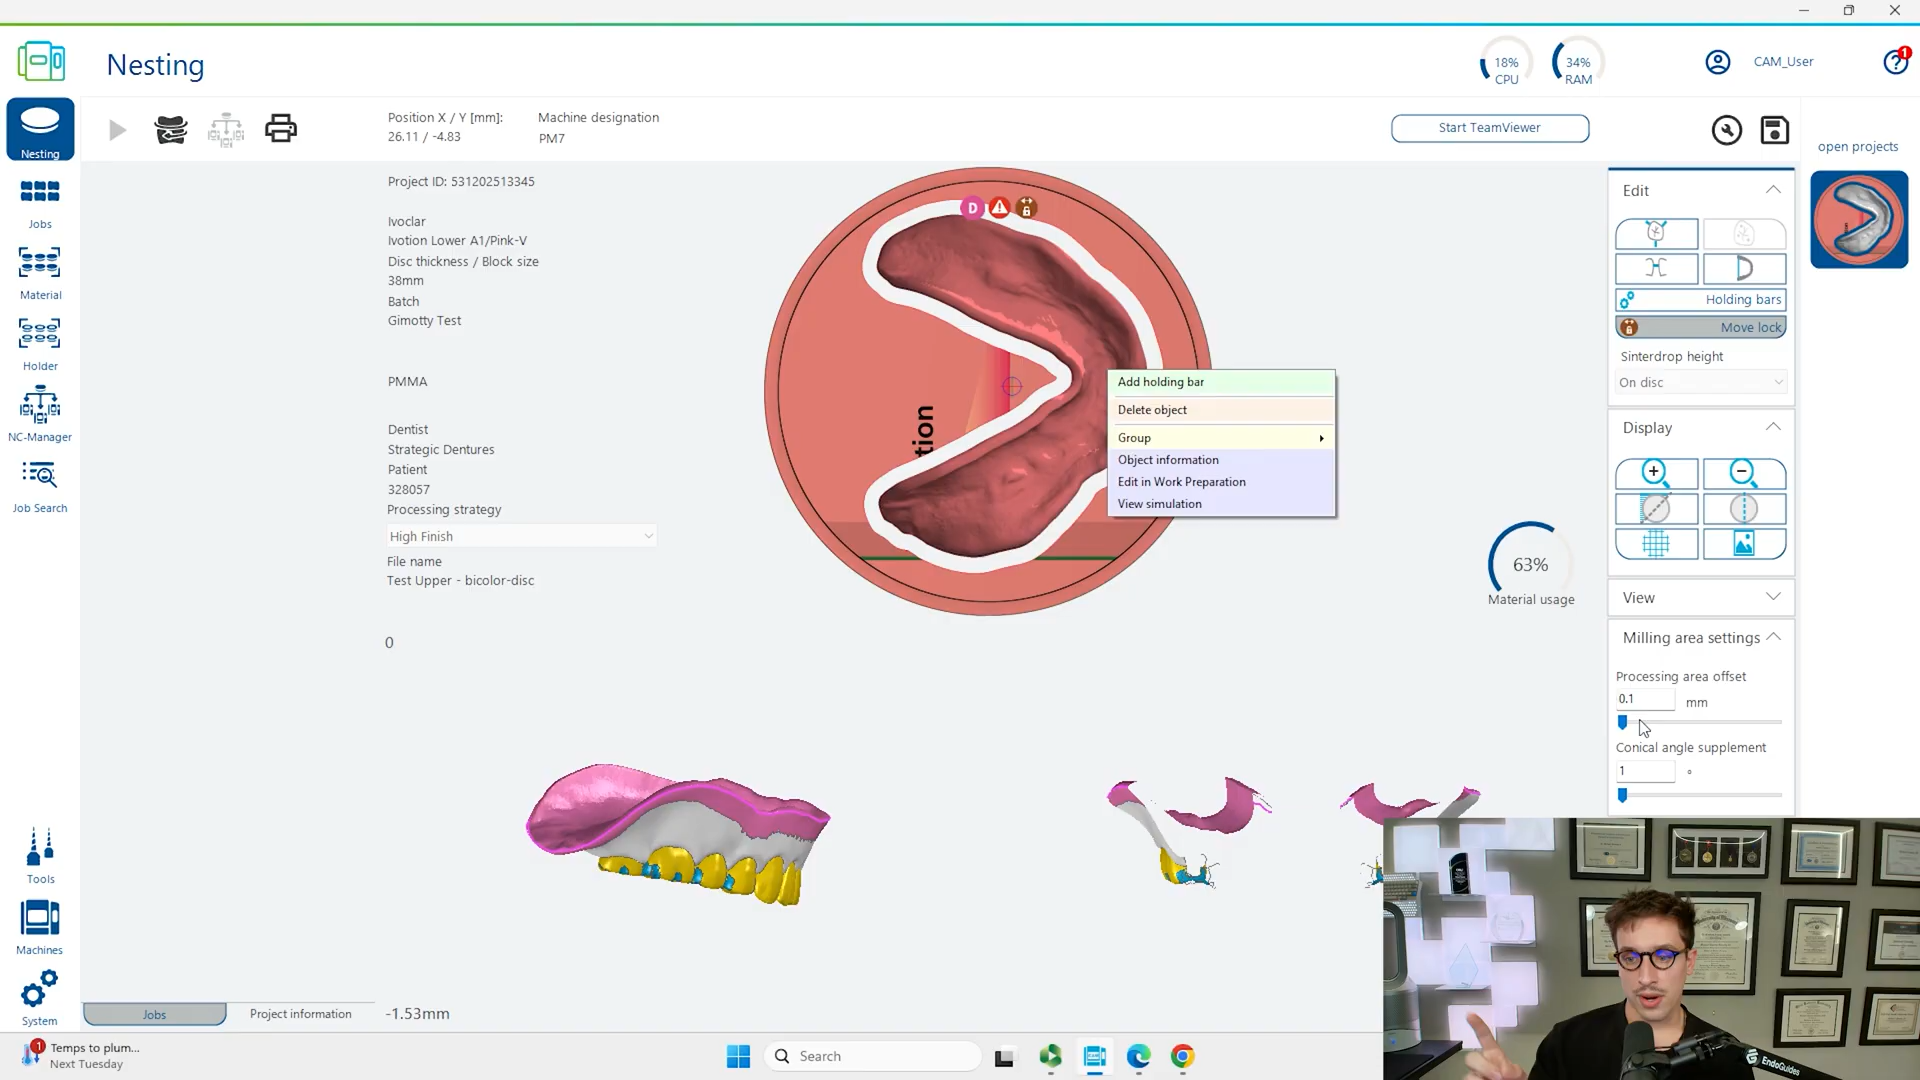 Nesting
18%
CPU
34%
RAM
CAM_User
1
Nesting
Position X / Y [mm]:
26.11 / -4.83
Machine designation
PM7
Start TeamViewer
open projects
Jobs
Material
Holder
NC-Manager
Job Search
Tools
Machines
System
Project ID: 531202513345
Ivoclar
Ivotion Lower A1/Pink-V
Disc thickness / Block size
38mm
Batch
Gimotty Test
PMMA
Dentist
Strategic Dentures
Patient
328057
Processing strategy
High Finish
File name
Test Upper - bicolor-disc
0
D
tion
Add holding bar
Delete object
Group
Object information
Edit in Work Preparation
View simulation
63%
Material usage
Edit
Holding bars
Move lock
Sinterdrop height
On disc
Display
View
Milling area settings
Processing area offset
0.1
mm
Conical angle supplement
1
°
Jobs
Project information
-1.53mm
1
Temps to plum...
Next Tuesday
Search
EndoGuides